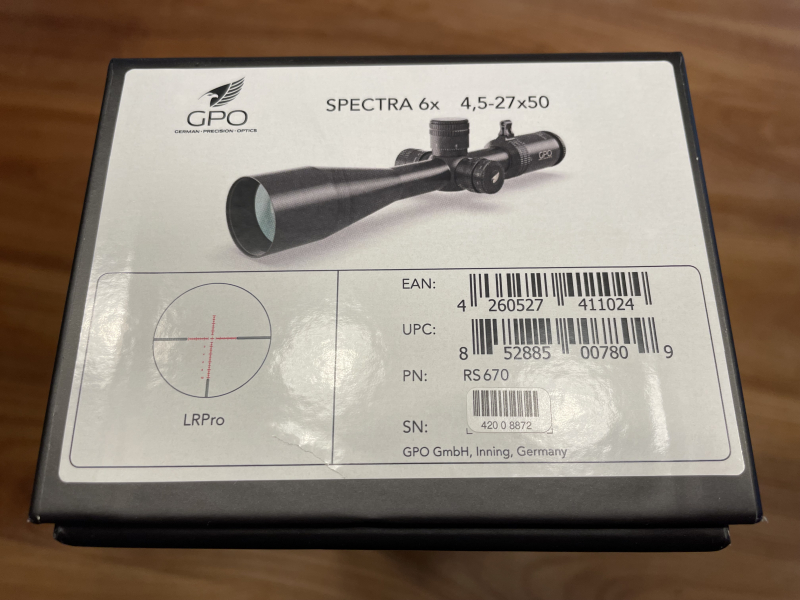 GPO
GERMAN · PRECISION · OPTICS
SPECTRA 6x 4,5-27x50
GPO
LRPro
EAN:
4 260527 411024
UPC:
8 52885 00780 9
PN: RS670
SN: 420 0 8872
GPO GmbH, Inning, Germany